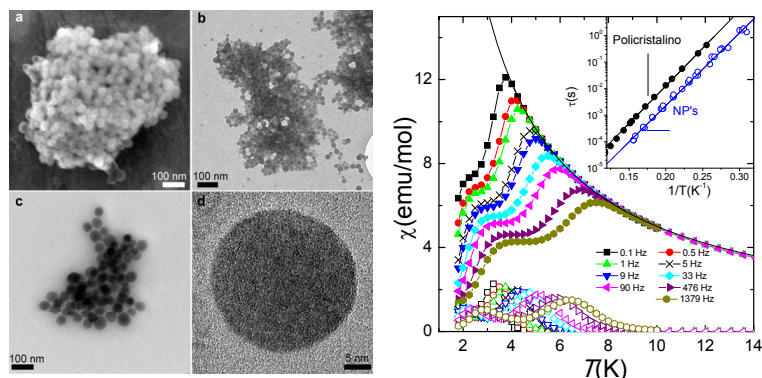 a
100 nm
b
100 nm
c
100 nm
d
5 nm
χ(emu/mol)
12
8
4
0
2 4 6 8 10 12 14
T(K)
0.1 Hz 0.5 Hz
1 Hz 5 Hz
9 Hz 33 Hz
90 Hz 476 Hz
1379 Hz
τ(s)
10⁰
10⁻¹
10⁻²
10⁻³
10⁻⁴
10⁻⁵
0.15 0.20 0.25 0.30
1/T(K⁻¹)
Policristalino
NP's